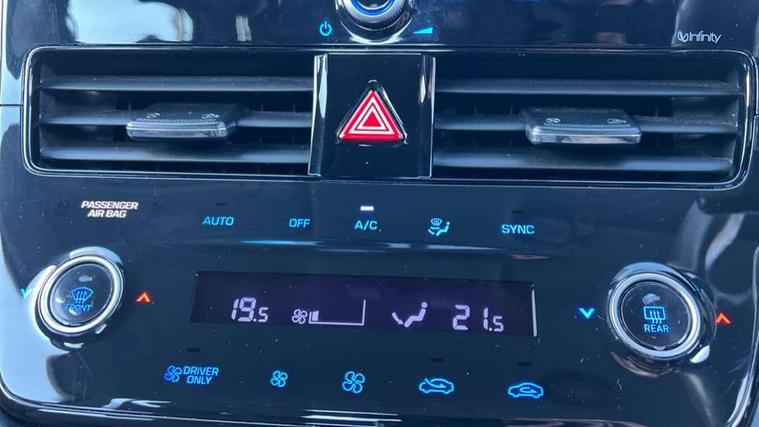 Infinity
PASSENGER
AIR BAG
AUTO OFF A/C SYNC
FRONT
19.5 21.5
REAR
DRIVER
ONLY